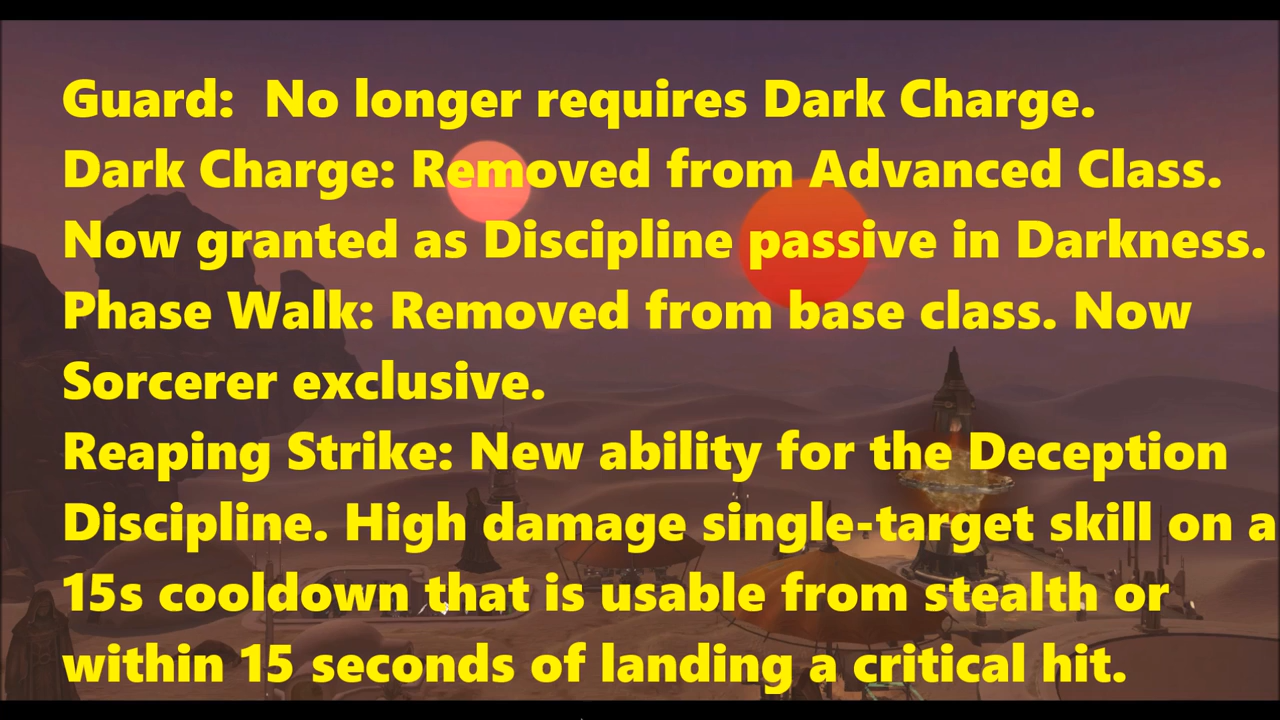 Guard:  No longer requires Dark Charge.
Dark Charge: Removed from Advanced Class.
Now granted as Discipline passive in Darkness.
Phase Walk: Removed from base class. Now
Sorcerer exclusive.
Reaping Strike: New ability for the Deception
Discipline. High damage single-target skill on a
15s cooldown that is usable from stealth or
within 15 seconds of landing a critical hit.